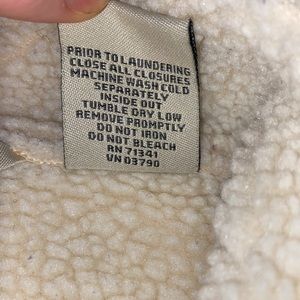 PRIOR TO LAUNDERING
CLOSE ALL CLOSURES
MACHINE WASH COLD
SEPARATELY
INSIDE OUT
TUMBLE DRY LOW
REMOVE PROMPTLY
DO NOT IRON
DO NOT BLEACH
RN 71341
VN 03790